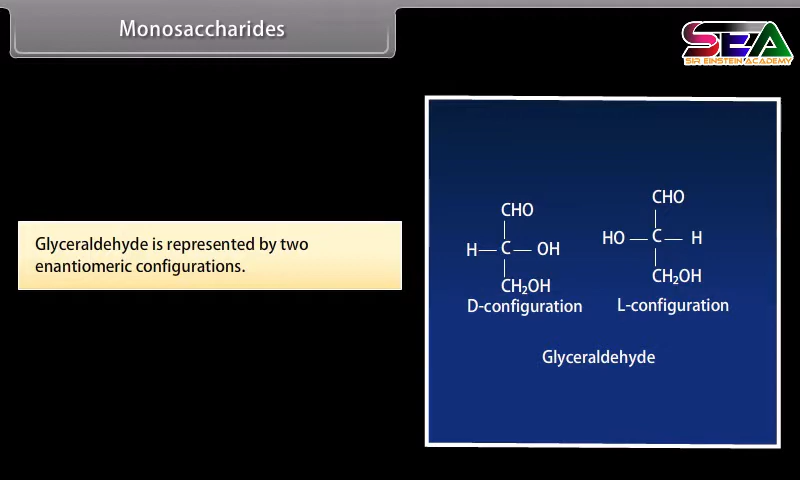 Monosaccharides
SEA
SIR EINSTEIN ACADEMY
Glyceraldehyde is represented by two
enantiomeric configurations.
CHO
H — C — OH
CH₂OH
D-configuration
CHO
HO — C — H
CH₂OH
L-configuration
Glyceraldehyde